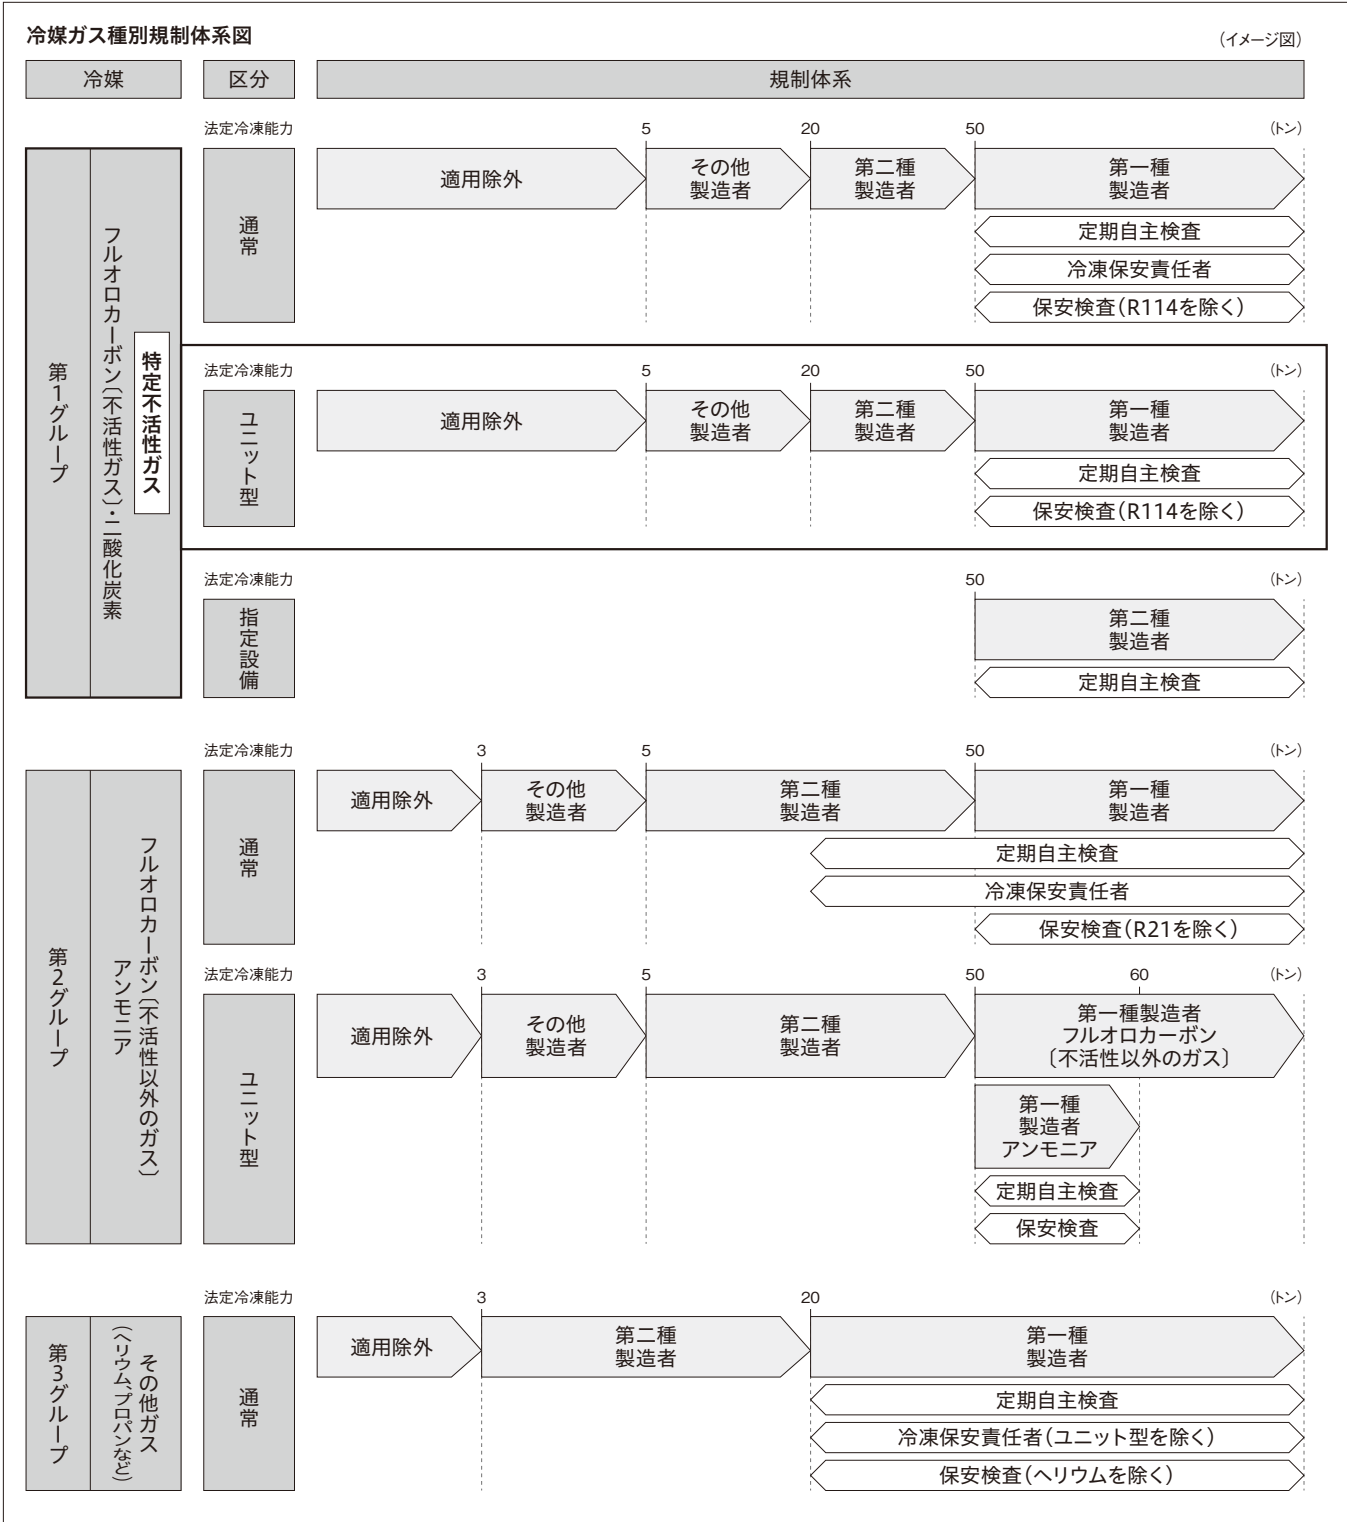 冷媒ガス種別規制体系図
（イメージ図）
冷媒
区分
規制体系
法定冷凍能力
5
20
50
（トン）
第1グループ
フルオロカーボン〔不活性ガス〕・二酸化炭素
特定不活性ガス
通常
適用除外
その他
製造者
第二種
製造者
第一種
製造者
定期自主検査
冷凍保安責任者
保安検査（R114を除く）
法定冷凍能力
5
20
50
（トン）
ユニット型
適用除外
その他
製造者
第二種
製造者
第一種
製造者
定期自主検査
保安検査（R114を除く）
法定冷凍能力
50
（トン）
指定設備
第二種
製造者
定期自主検査
法定冷凍能力
3
5
50
（トン）
第2グループ
フルオロカーボン〔不活性以外のガス〕
アンモニア
通常
適用除外
その他
製造者
第二種
製造者
第一種
製造者
定期自主検査
冷凍保安責任者
保安検査（R21を除く）
法定冷凍能力
3
5
50
60
（トン）
ユニット型
適用除外
その他
製造者
第二種
製造者
第一種製造者
フルオロカーボン
〔不活性以外のガス〕
第一種
製造者
アンモニア
定期自主検査
保安検査
法定冷凍能力
3
20
（トン）
第3グループ
その他ガス
（ヘリウム、プロパンなど）
通常
適用除外
第二種
製造者
第一種
製造者
定期自主検査
冷凍保安責任者（ユニット型を除く）
保安検査（ヘリウムを除く）